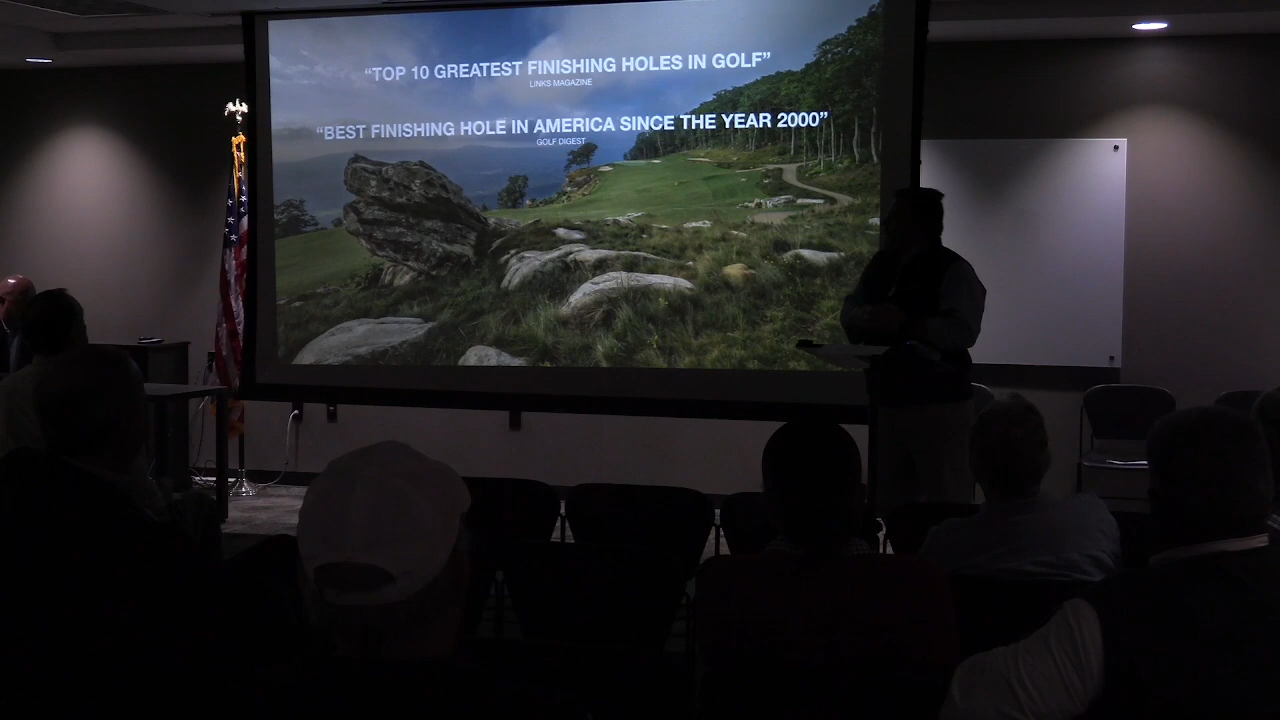 “TOP 10 GREATEST FINISHING HOLES IN GOLF”
LINKS MAGAZINE
“BEST FINISHING HOLE IN AMERICA SINCE THE YEAR 2000”
GOLF DIGEST